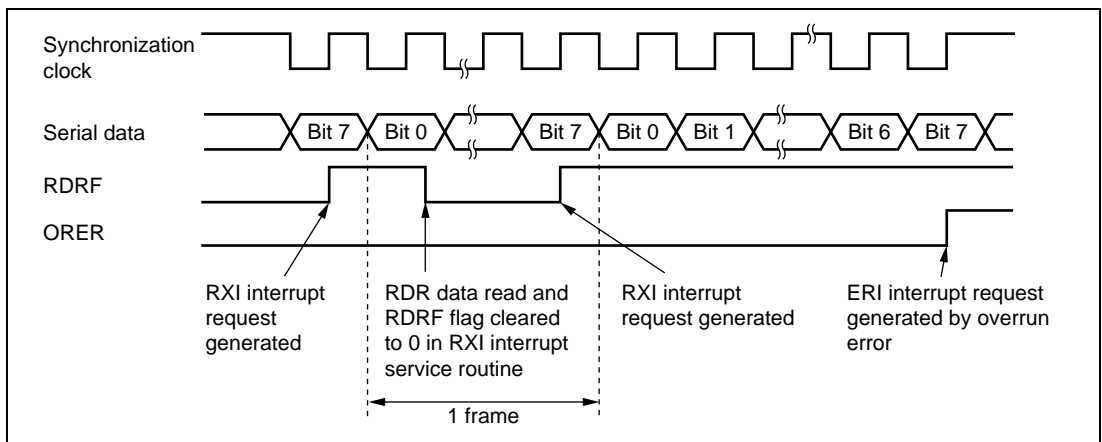 Synchronization
clock
Serial data
Bit 7
Bit 0
Bit 7
Bit 0
Bit 1
Bit 6
Bit 7
RDRF
ORER
RXI interrupt
request
generated
RDR data read and
RDRF flag cleared
to 0 in RXI interrupt
service routine
RXI interrupt
request generated
ERI interrupt request
generated by overrun
error
1 frame